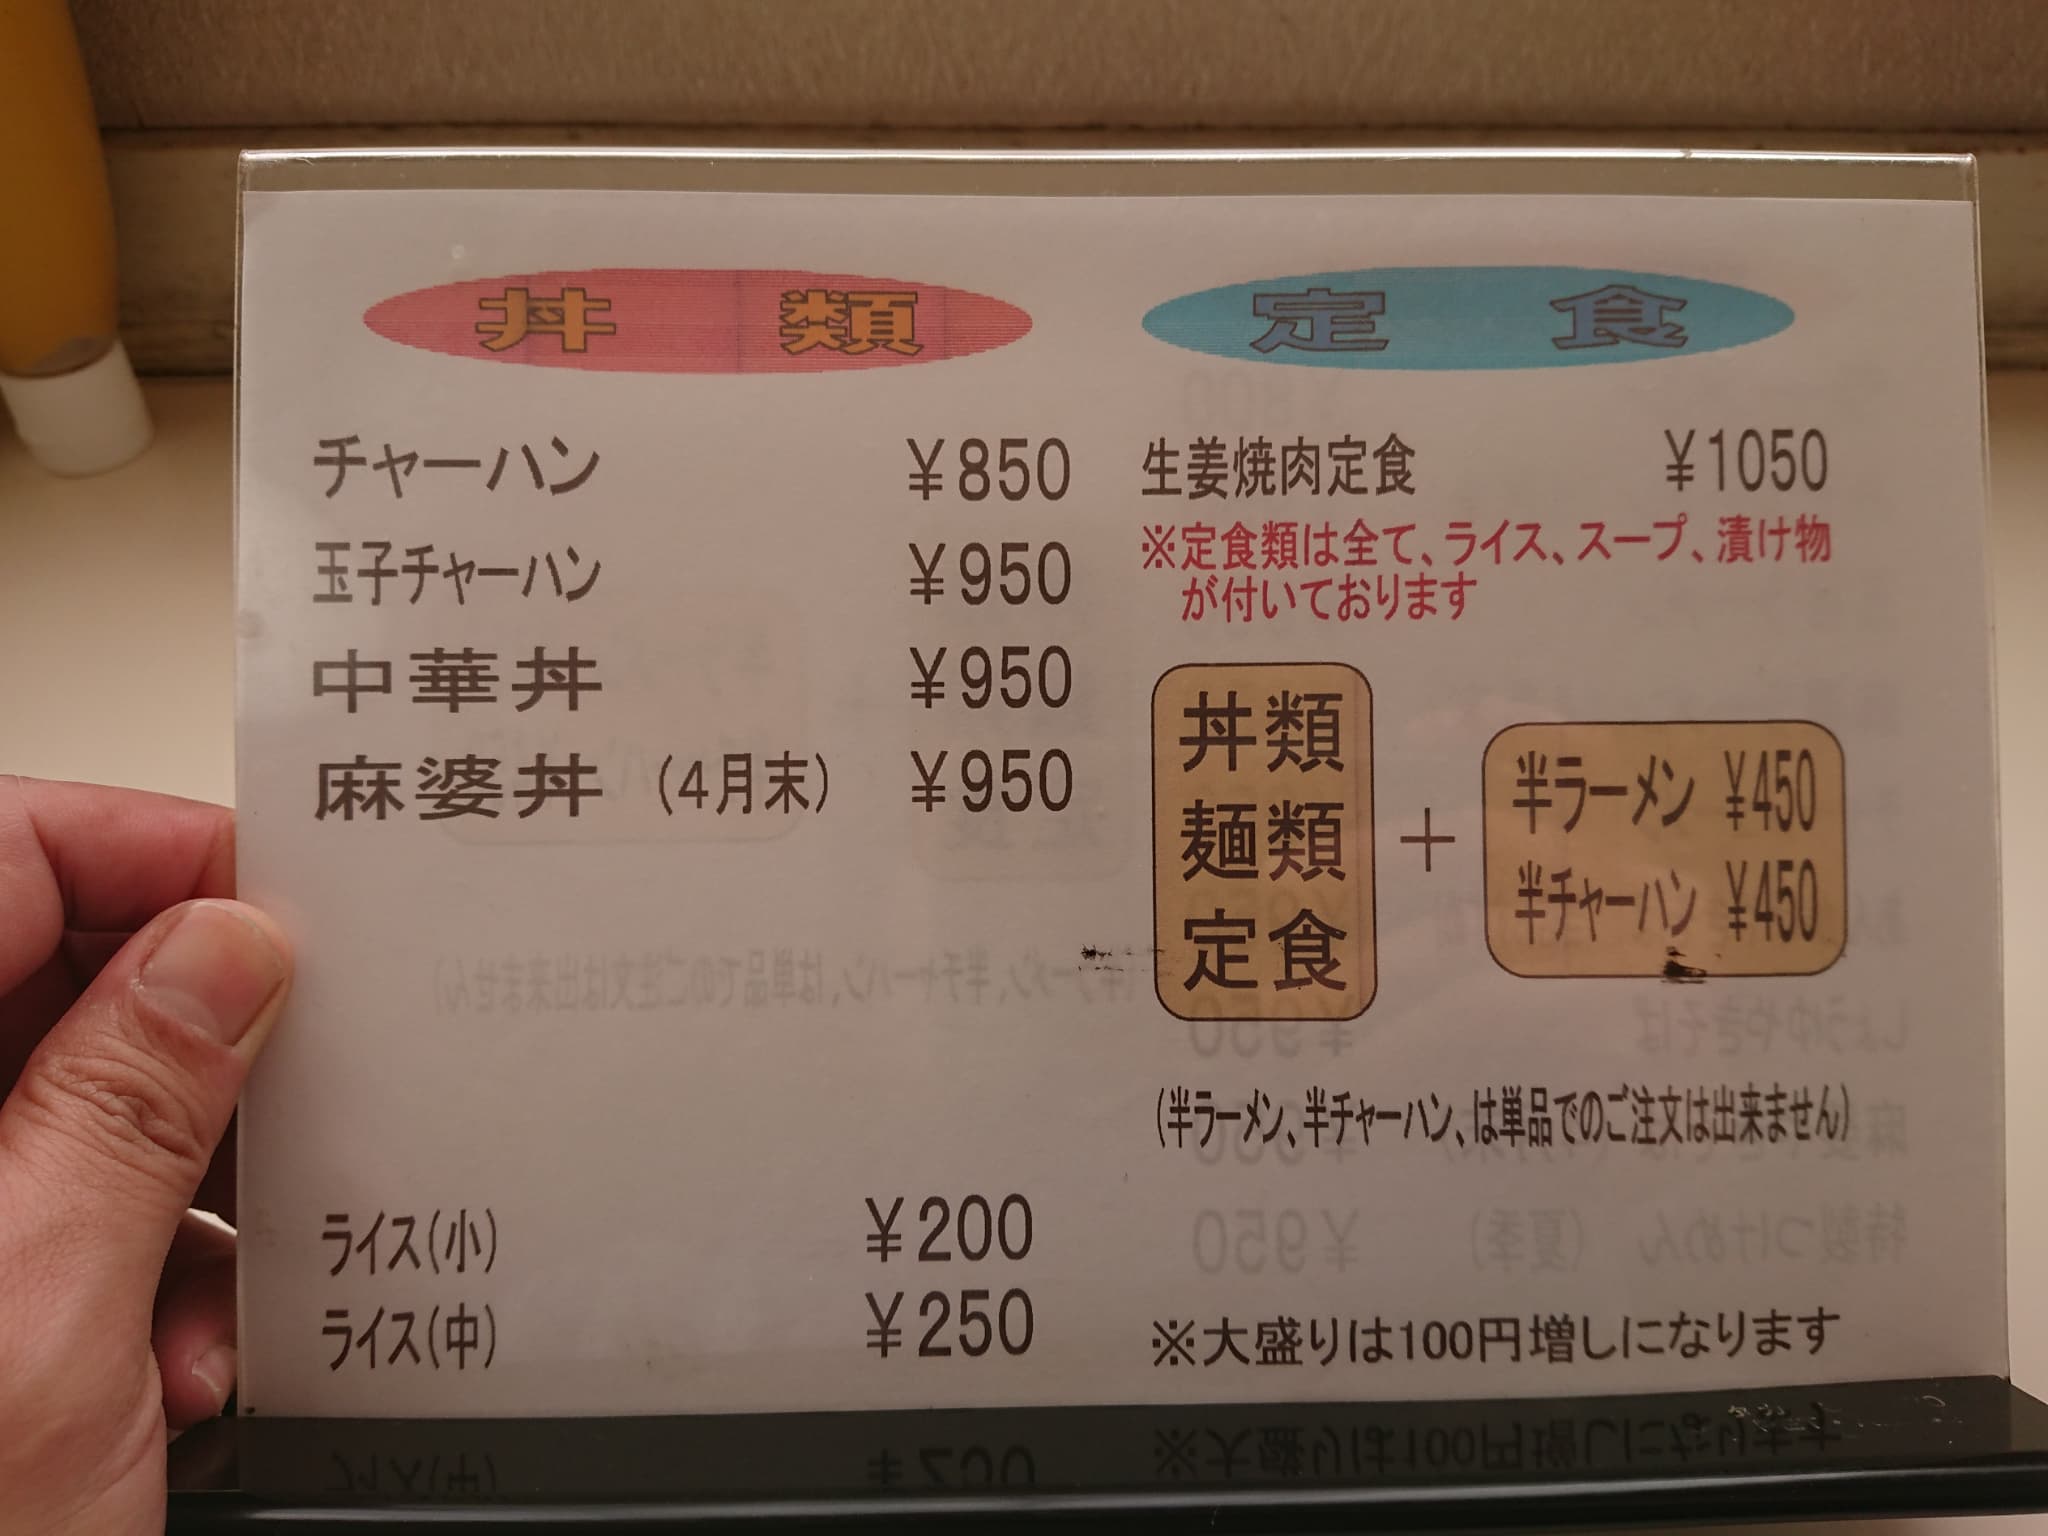 丼類
チャーハン ¥850
玉子チャーハン ¥950
中華丼 ¥950
麻婆丼 (4月末) ¥950
ライス(小) ¥200
ライス(中) ¥250
定食
生姜焼肉定食 ¥1050
※定食類は全て、ライス、スープ、漬け物
が付いております
丼類
麺類
定食
+
半ラーメン ¥450
半チャーハン ¥450
(半ラーメン、半チャーハン、は単品でのご注文は出来ません)
※大盛りは100円増しになります